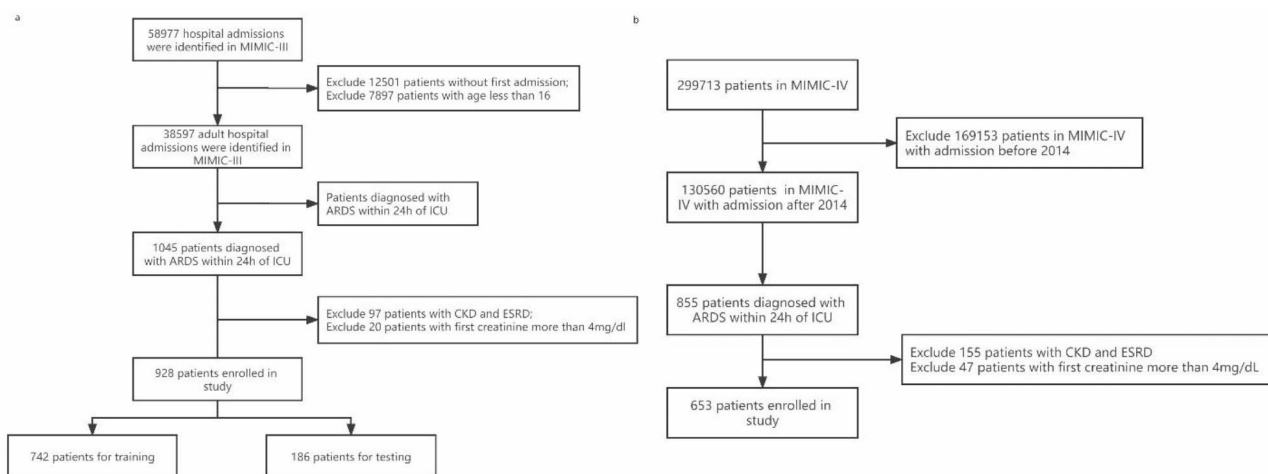 a
58977 hospital admissions
were identified in MIMIC-III
Exclude 12501 patients without first admission;
Exclude 7897 patients with age less than 16
38597 adult hospital
admissions were identified in
MIMIC-III
Patients diagnosed with
ARDS within 24h of ICU
1045 patients diagnosed
with ARDS within 24h of ICU
Exclude 97 patients with CKD and ESRD;
Exclude 20 patients with first creatinine more than 4mg/dl
928 patients enrolled in
study
742 patients for training
186 patients for testing
b
299713 patients in MIMIC-IV
Exclude 169153 patients in MIMIC-IV
with admission before 2014
130560 patients in MIMIC-
IV with admission after 2014
855 patients diagnosed with
ARDS within 24h of ICU
Exclude 155 patients with CKD and ESRD
Exclude 47 patients with first creatinine more than 4mg/dL
653 patients enrolled in
study